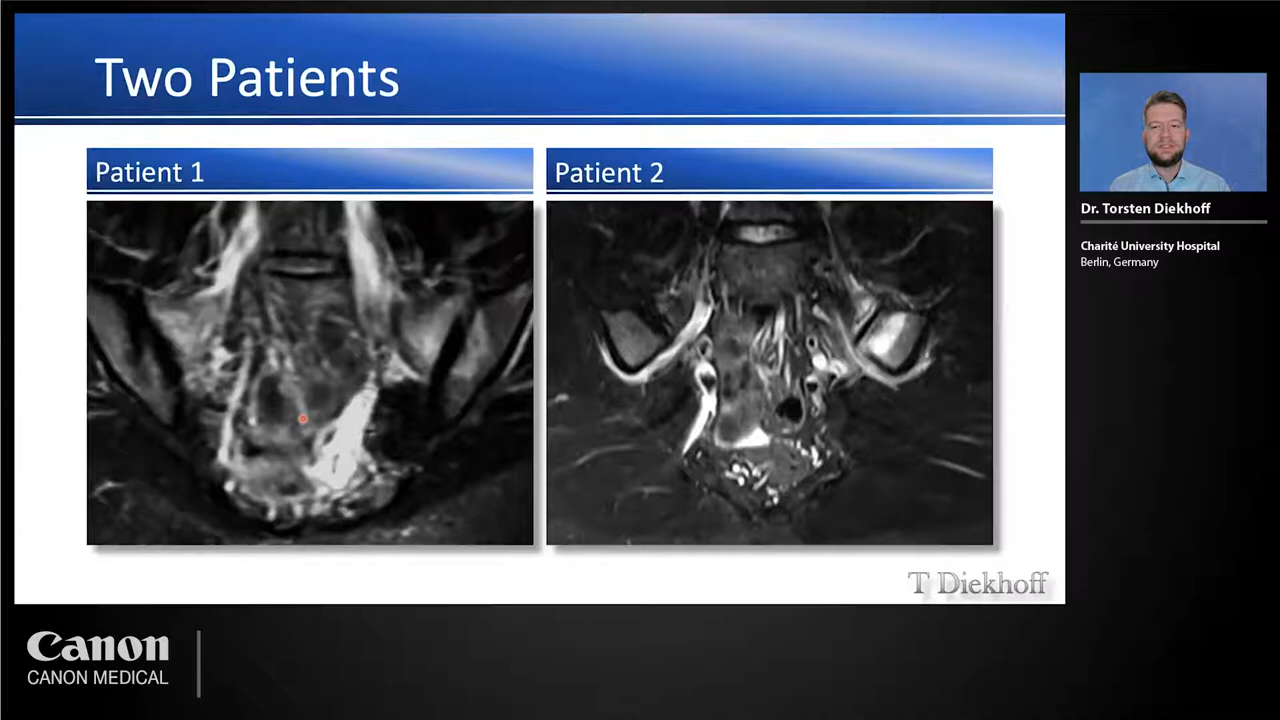 Two Patients
Patient 1
Patient 2
T Diekhoff
Dr. Torsten Diekhoff
Charité University Hospital
Berlin, Germany
Canon
CANON MEDICAL